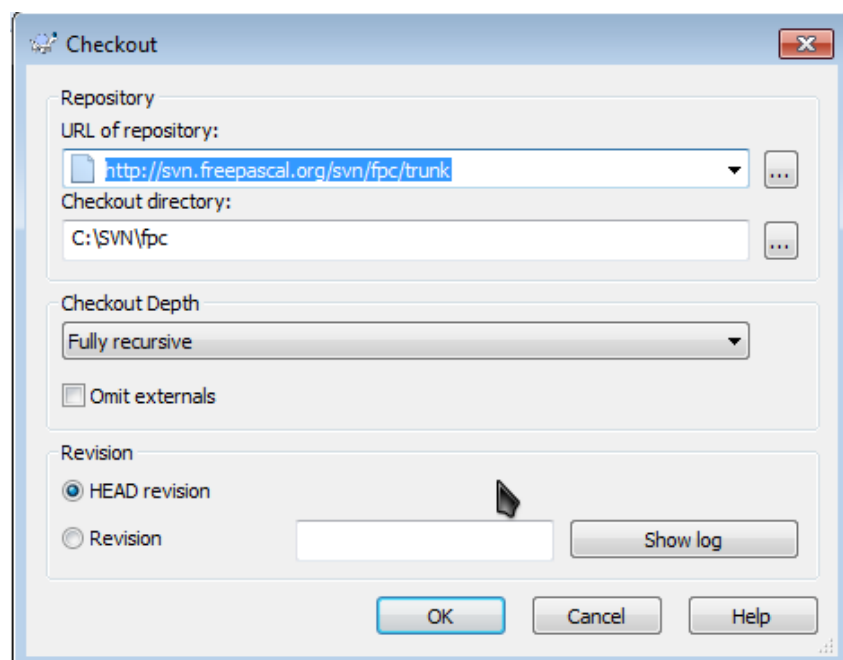 Checkout
Repository
URL of repository:
http://svn.freepascal.org/svn/fpc/trunk
...
Checkout directory:
C:\SVN\fpc
...
Checkout Depth
Fully recursive
Omit externals
Revision
HEAD revision
Revision
Show log
OK Cancel Help